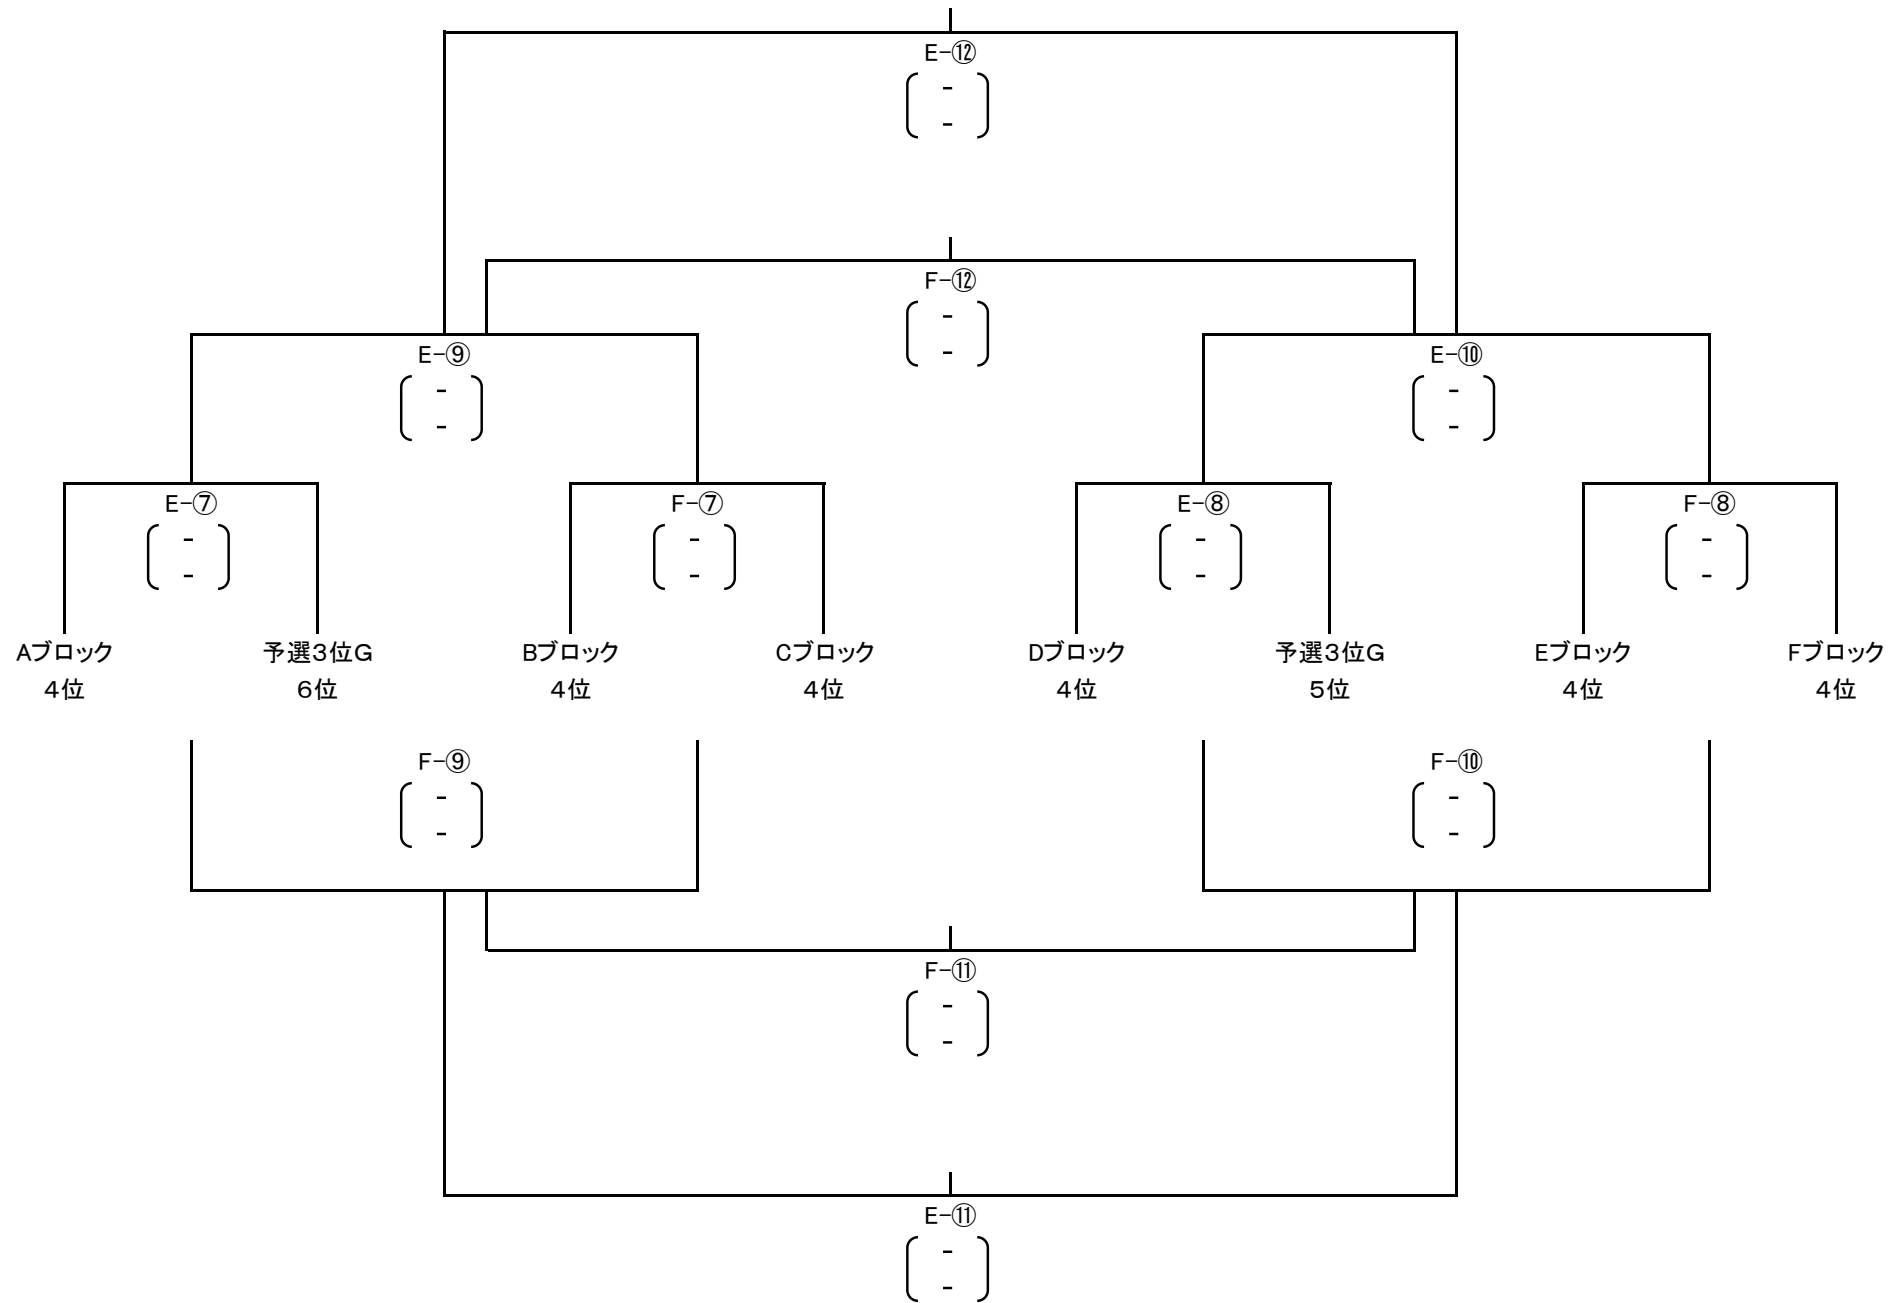 E-⑫
-
-
F-⑫
-
-
E-⑨
-
-
E-⑩
-
-
E-⑦
-
-
F-⑦
-
-
E-⑧
-
-
F-⑧
-
-
Aブロック
4位
予選3位G
6位
Bブロック
4位
Cブロック
4位
Dブロック
4位
予選3位G
5位
Eブロック
4位
Fブロック
4位
F-⑨
-
-
F-⑩
-
-
F-⑪
-
-
E-⑪
-
-